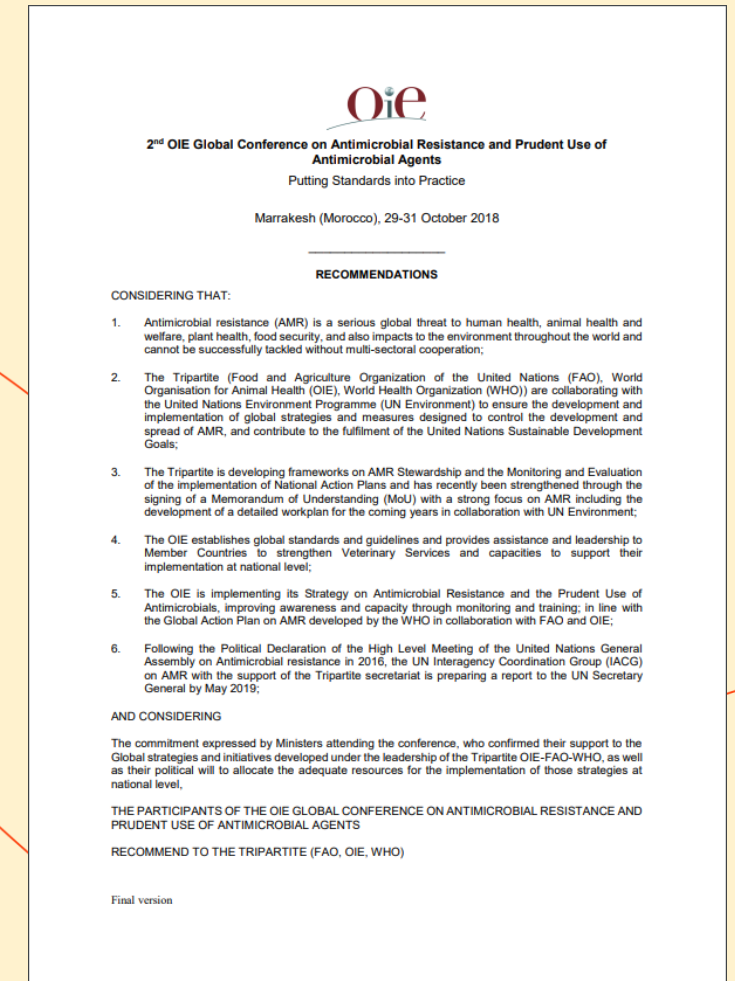 Oie
2nd OIE Global Conference on Antimicrobial Resistance and Prudent Use of
Antimicrobial Agents
Putting Standards into Practice
Marrakesh (Morocco), 29-31 October 2018
RECOMMENDATIONS
CONSIDERING THAT:
1. Antimicrobial resistance (AMR) is a serious global threat to human health, animal health and
welfare, plant health, food security, and also impacts to the environment throughout the world and
cannot be successfully tackled without multi-sectoral cooperation;
2. The Tripartite (Food and Agriculture Organization of the United Nations (FAO), World
Organisation for Animal Health (OIE), World Health Organization (WHO)) are collaborating with
the United Nations Environment Programme (UN Environment) to ensure the development and
implementation of global strategies and measures designed to control the development and
spread of AMR, and contribute to the fulfilment of the United Nations Sustainable Development
Goals;
3. The Tripartite is developing frameworks on AMR Stewardship and the Monitoring and Evaluation
of the implementation of National Action Plans and has recently been strengthened through the
signing of a Memorandum of Understanding (MoU) with a strong focus on AMR including the
development of a detailed workplan for the coming years in collaboration with UN Environment;
4. The OIE establishes global standards and guidelines and provides assistance and leadership to
Member Countries to strengthen Veterinary Services and capacities to support their
implementation at national level;
5. The OIE is implementing its Strategy on Antimicrobial Resistance and the Prudent Use of
Antimicrobials, improving awareness and capacity through monitoring and training; in line with
the Global Action Plan on AMR developed by the WHO in collaboration with FAO and OIE;
6. Following the Political Declaration of the High Level Meeting of the United Nations General
Assembly on Antimicrobial resistance in 2016, the UN Interagency Coordination Group (IACG)
on AMR with the support of the Tripartite secretariat is preparing a report to the UN Secretary
General by May 2019;
AND CONSIDERING
The commitment expressed by Ministers attending the conference, who confirmed their support to the
Global strategies and initiatives developed under the leadership of the Tripartite OIE-FAO-WHO, as well
as their political will to allocate the adequate resources for the implementation of those strategies at
national level,
THE PARTICIPANTS OF THE OIE GLOBAL CONFERENCE ON ANTIMICROBIAL RESISTANCE AND
PRUDENT USE OF ANTIMICROBIAL AGENTS
RECOMMEND TO THE TRIPARTITE (FAO, OIE, WHO)
Final version